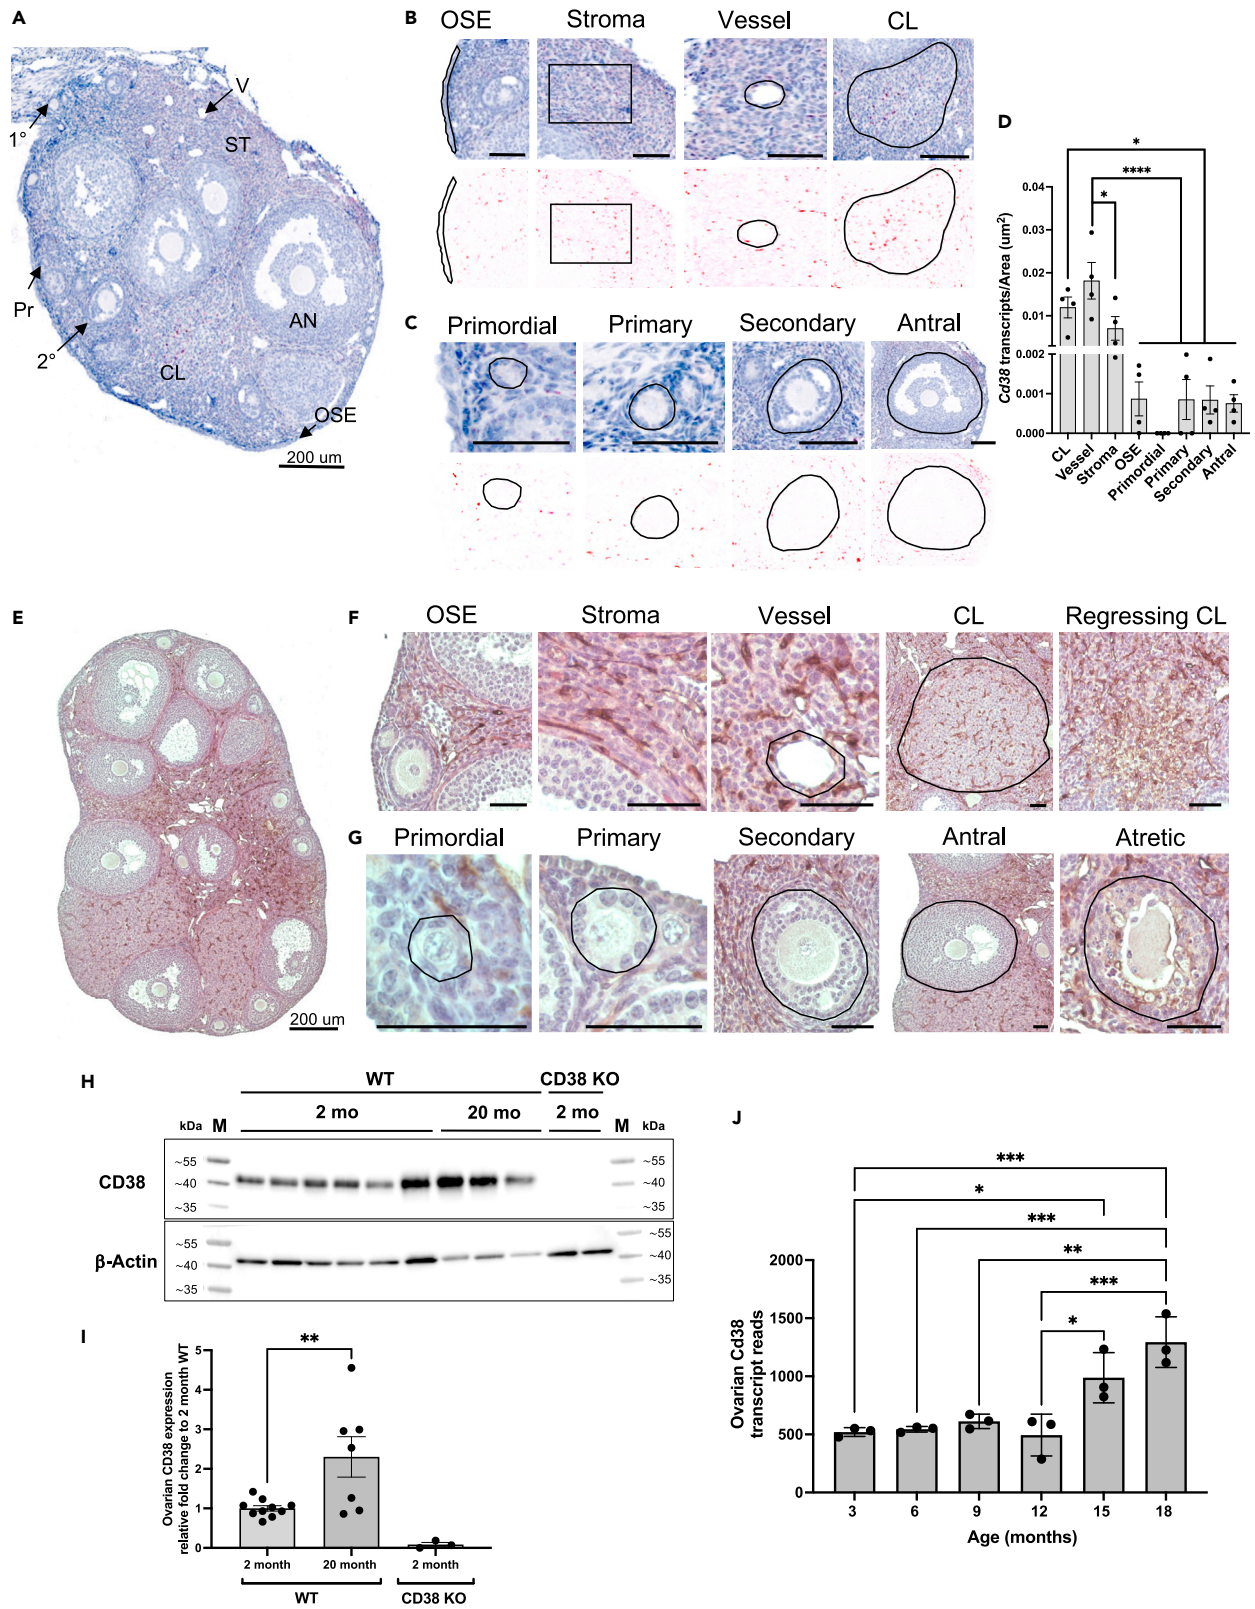 A
V
1°
ST
Pr
2°
AN
CL
OSE
200 um
B
OSE Stroma Vessel CL
C
Primordial Primary Secondary Antral
D
*
****
*
Cd38 transcripts/Area (um²)
0.04
0.03
0.02
0.01
0.002
0.001
0.000
CL Vessel Stroma OSE Primordial Primary Secondary Antral
E
200 um
F
OSE Stroma Vessel CL Regressing CL
G
Primordial Primary Secondary Antral Atretic
H
WT CD38 KO
2 mo 20 mo 2 mo
kDa M M kDa
CD38
~55 ~55
~40 ~40
~35 ~35
β-Actin
~55 ~55
~40 ~40
~35 ~35
I
**
Ovarian CD38 expression
relative fold change to 2 month WT
5
4
3
2
1
0
2 month 20 month 2 month
WT CD38 KO
J
***
*
***
**
***
*
Ovarian Cd38
transcript reads
2000
1500
1000
500
0
3 6 9 12 15 18
Age (months)